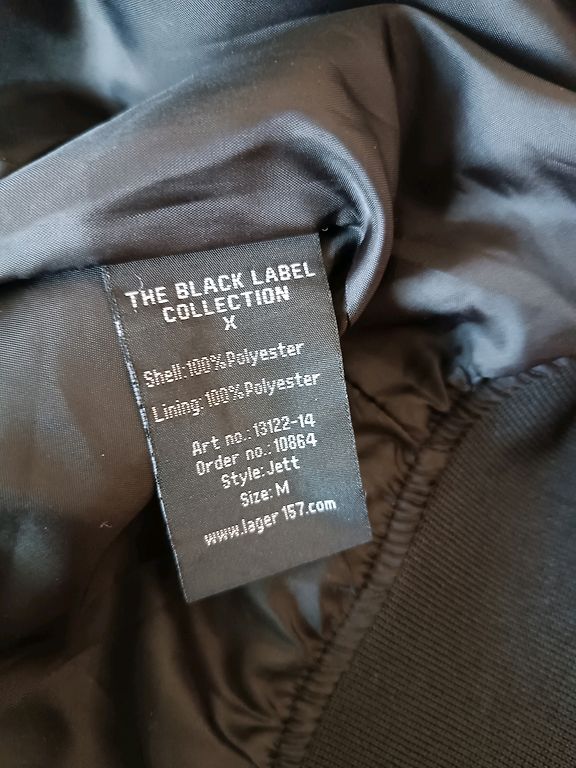 THE BLACK LABEL
COLLECTION
X
Shell:100%Polyester
Lining:100%Polyester
Art no.:13122-14
Order no.:10864
Style:Jett
Size:M
www.lager157.com